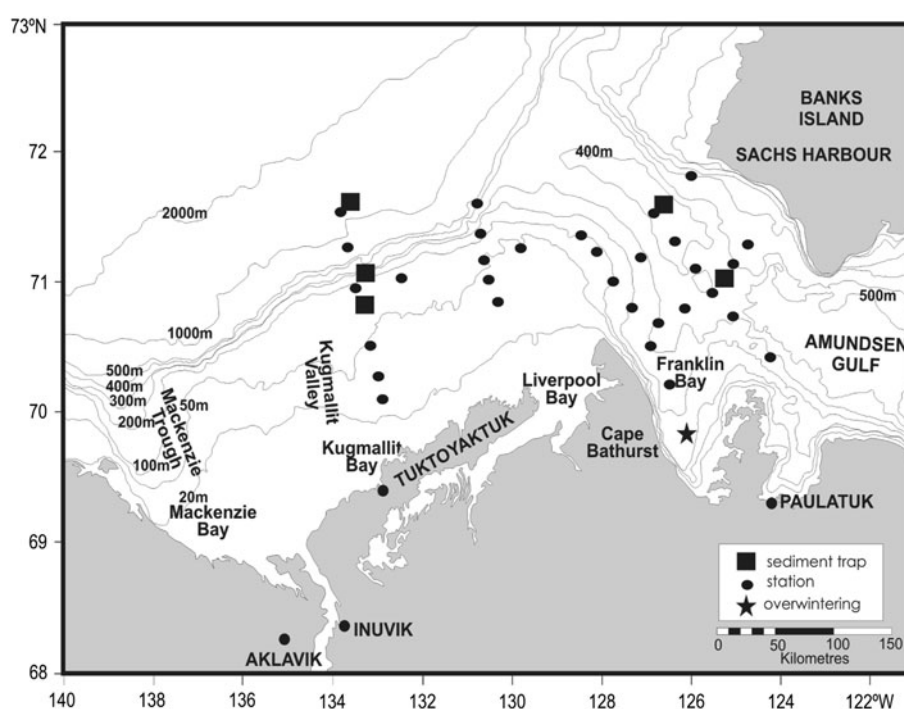 73ºN
72
71
70
69
68
140
138
136
134
132
130
128
126
124
122ºW
BANKS
ISLAND
SACHS HARBOUR
400m
2000m
1000m
500m
500m
400m
300m
200m
100m
50m
20m
AMUNDSEN
GULF
Mackenzie
Trough
Kugmallit
Valley
Franklin
Bay
Liverpool
Bay
Cape
Bathurst
Kugmallit
Bay
TUKTOYAKTUK
Mackenzie
Bay
PAULATUK
INUVIK
AKLAVIK
sediment trap
station
overwintering
0 50 100 150
Kilometres